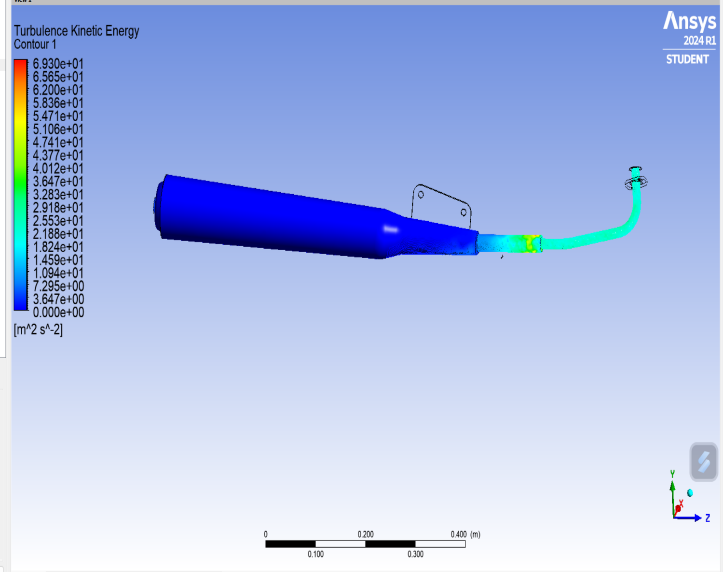 Turbulence Kinetic Energy
Contour 1
6.930e+01
6.565e+01
6.200e+01
5.836e+01
5.471e+01
5.106e+01
4.741e+01
4.377e+01
4.012e+01
3.647e+01
3.283e+01
2.918e+01
2.553e+01
2.188e+01
1.824e+01
1.459e+01
1.094e+01
7.295e+00
3.647e+00
0.000e+00
[m^2 s^-2]
Ansys
2024 R1
STUDENT
0 0.200 0.400 (m)
0.100 0.300
Y
X
Z